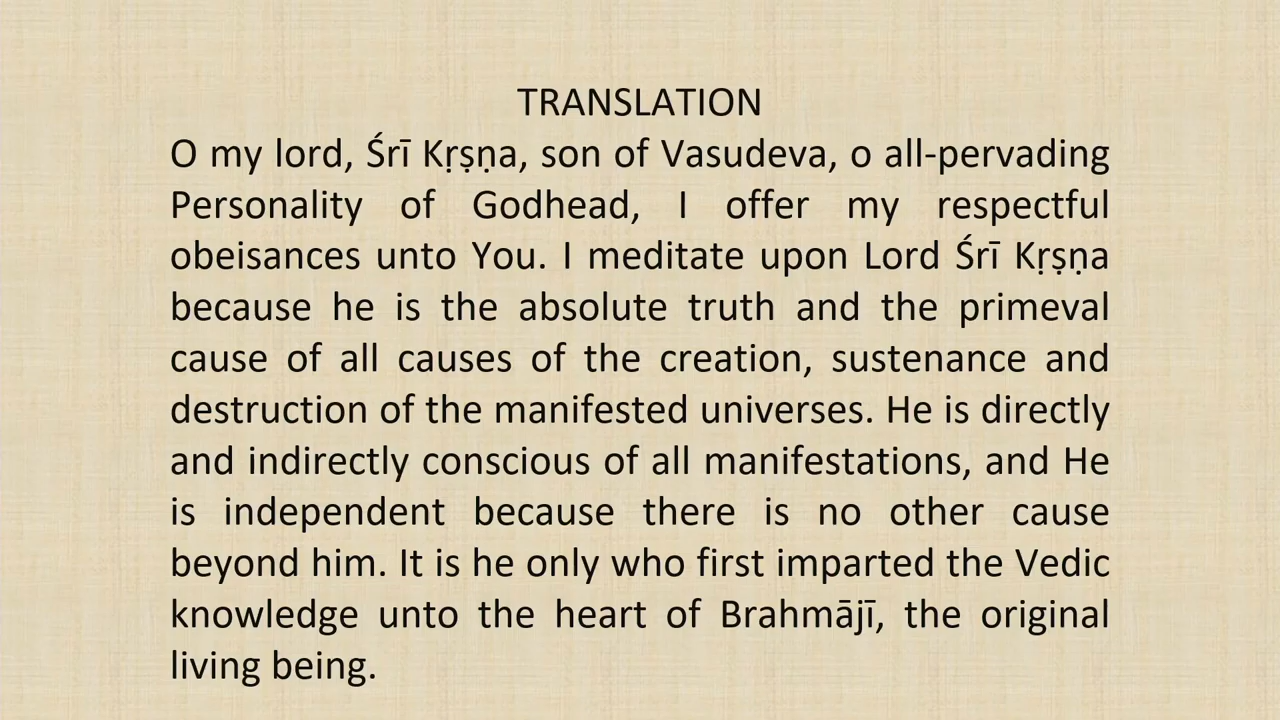 TRANSLATION
O my lord, Śrī Kṛṣṇa, son of Vasudeva, o all-pervading
Personality of Godhead, I offer my respectful
obeisances unto You. I meditate upon Lord Śrī Kṛṣṇa
because he is the absolute truth and the primeval
cause of all causes of the creation, sustenance and
destruction of the manifested universes. He is directly
and indirectly conscious of all manifestations, and He
is independent because there is no other cause
beyond him. It is he only who first imparted the Vedic
knowledge unto the heart of Brahmājī, the original
living being.